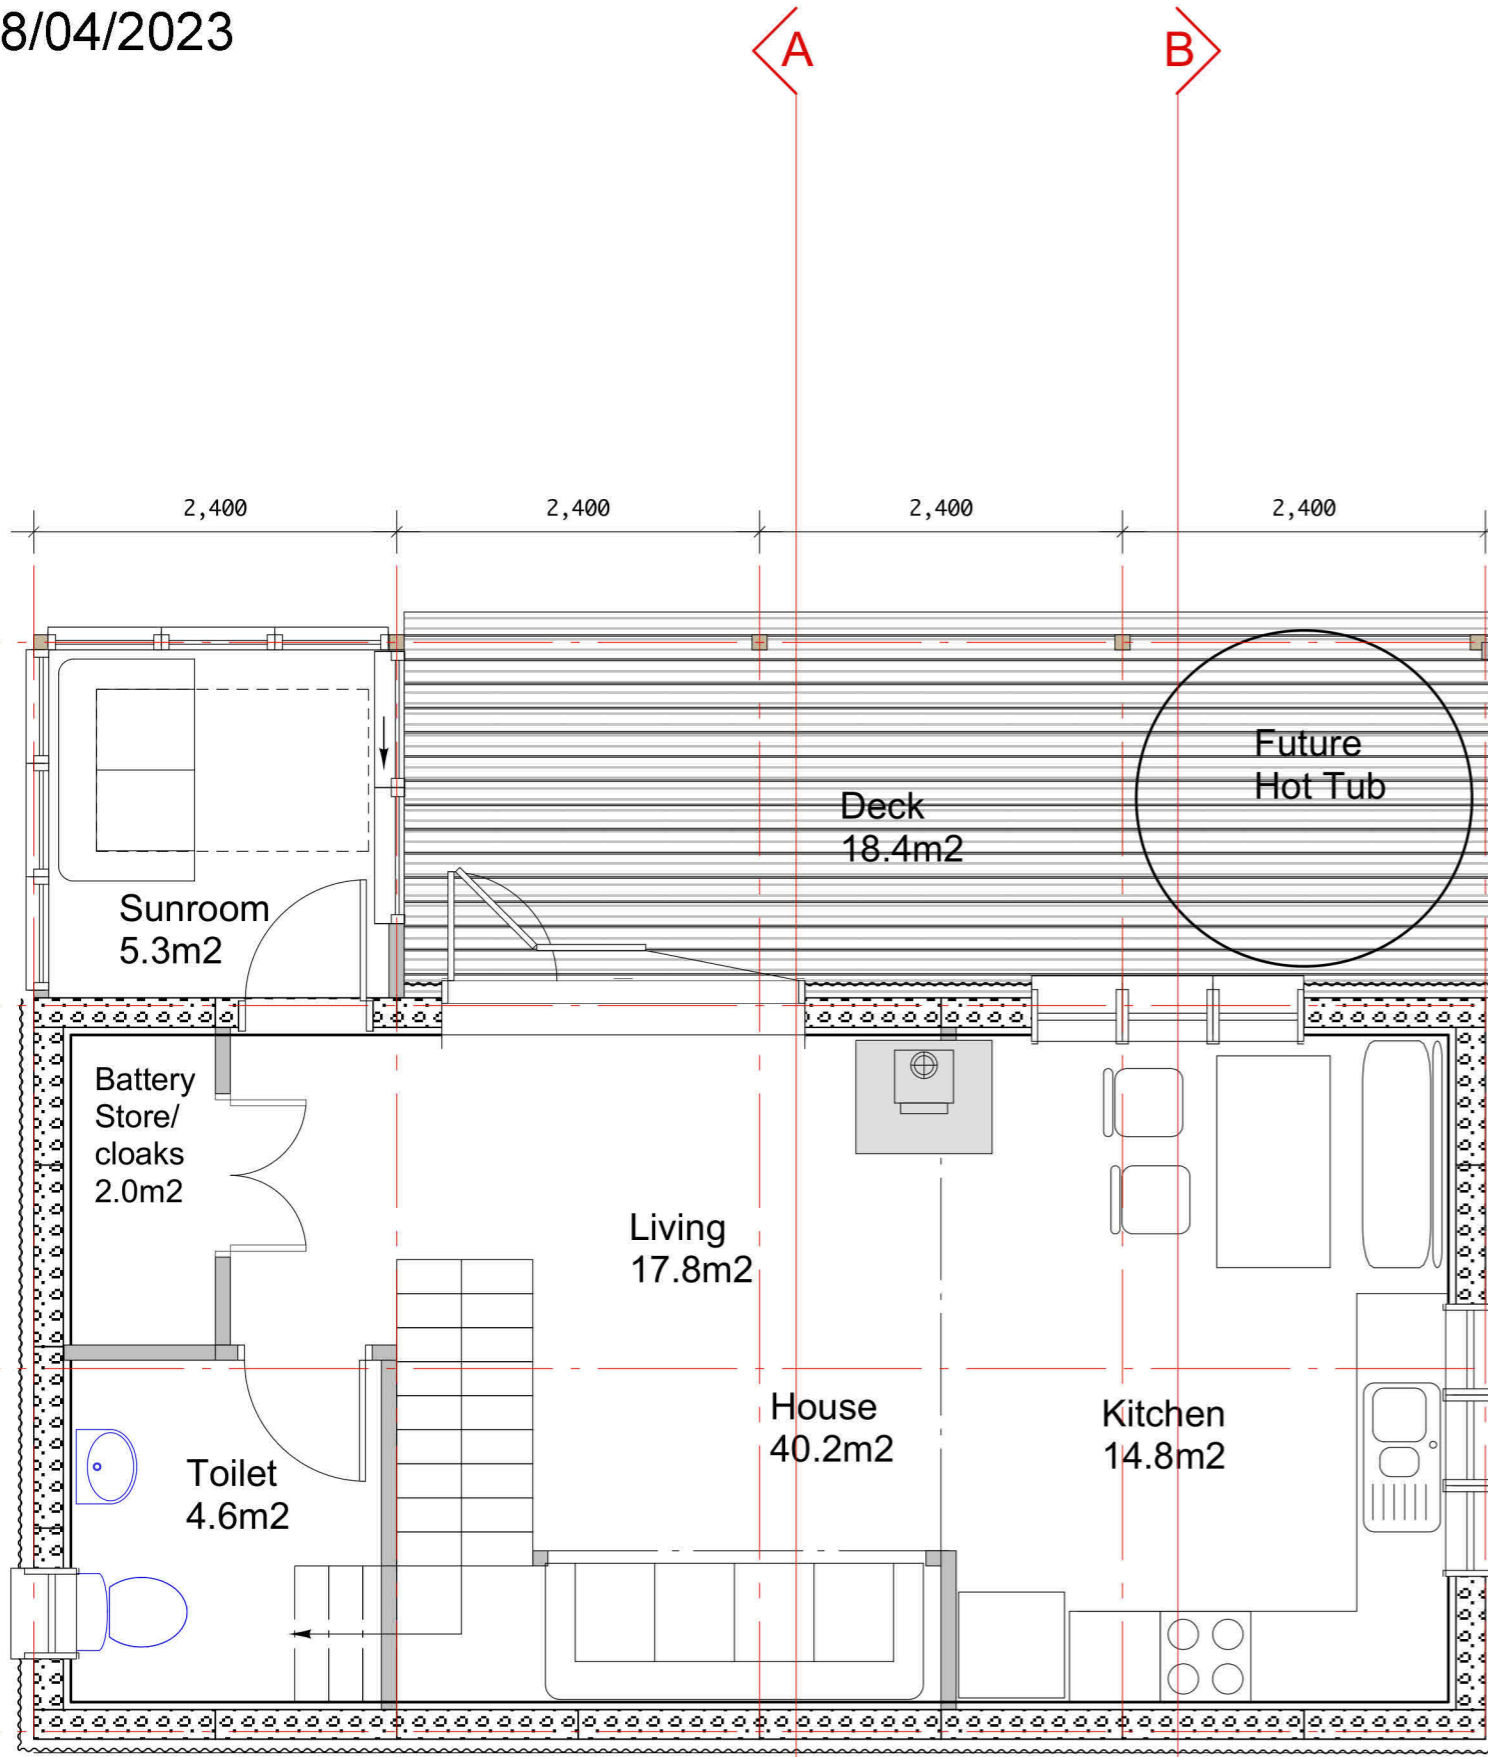 8/04/2023
A
B
2,400
2,400
2,400
2,400
Future
Hot Tub
Deck
18.4m2
Sunroom
5.3m2
Battery
Store/
cloaks
2.0m2
Living
17.8m2
House
40.2m2
Kitchen
14.8m2
Toilet
4.6m2